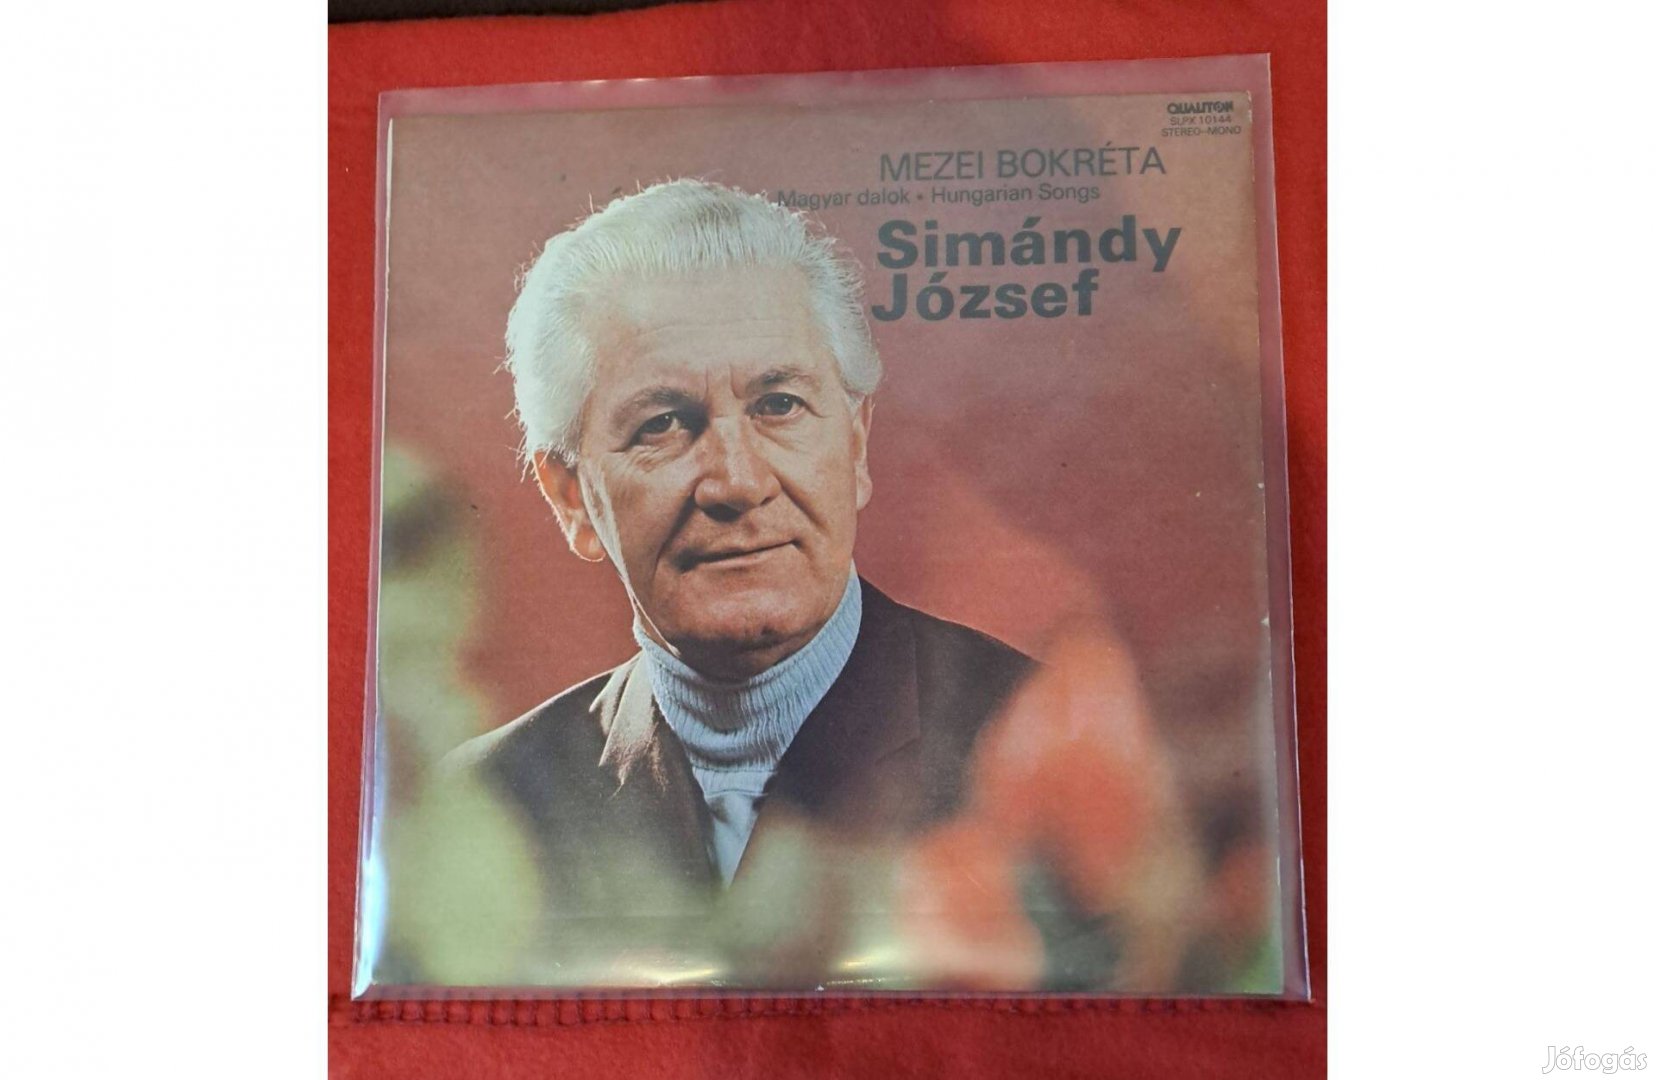 QUALITON
SLPX 10144
STEREO-MONO
MEZEI BOKRÉTA
Magyar dalok • Hungarian Songs
Simándy
József
Jófogás